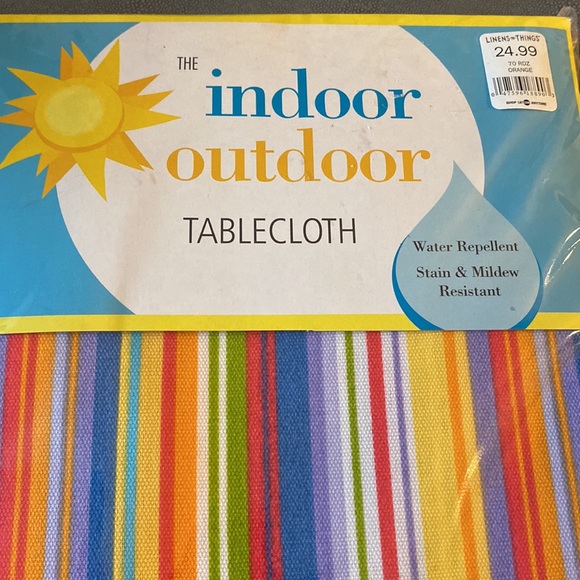 LINENS-N-THINGS
24.99
70 RDZ
ORANGE
THE
indoor
outdoor
TABLECLOTH
Water Repellent
Stain & Mildew
Resistant